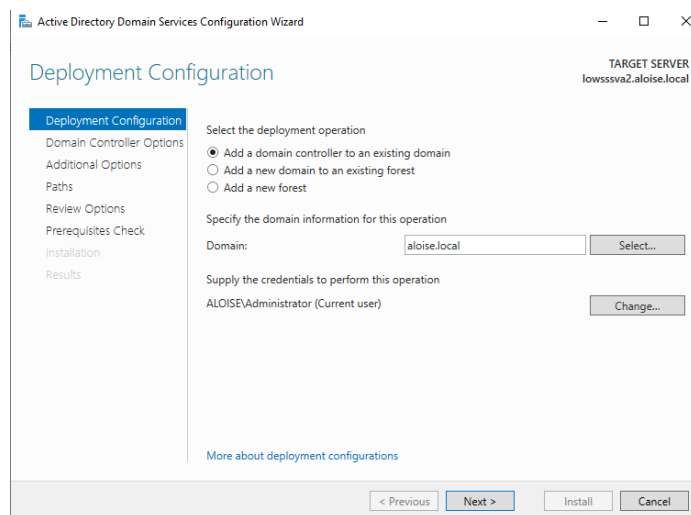 Active Directory Domain Services Configuration Wizard
Deployment Configuration
TARGET SERVER
lowsssva2.aloise.local
Deployment Configuration
Domain Controller Options
Additional Options
Paths
Review Options
Prerequisites Check
Installation
Results
Select the deployment operation
Add a domain controller to an existing domain
Add a new domain to an existing forest
Add a new forest
Specify the domain information for this operation
Domain:
aloise.local
Select...
Supply the credentials to perform this operation
ALOISE\Administrator (Current user)
Change...
More about deployment configurations
< Previous
Next >
Install
Cancel